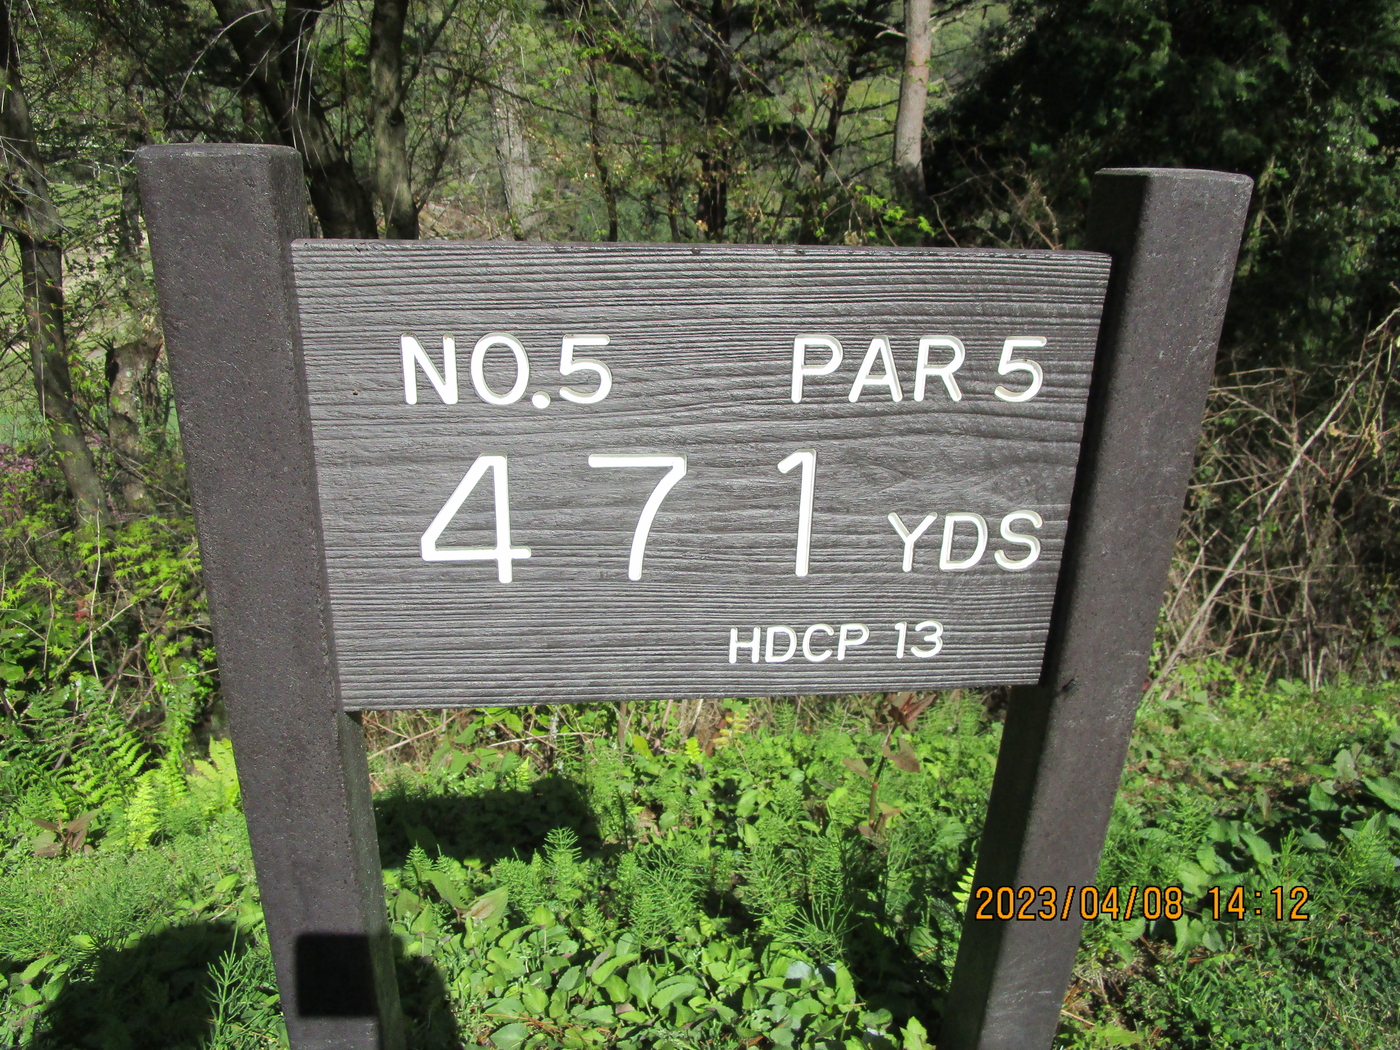 NO.5 PAR 5
471 YDS
HDCP 13
2023/04/08 14:12